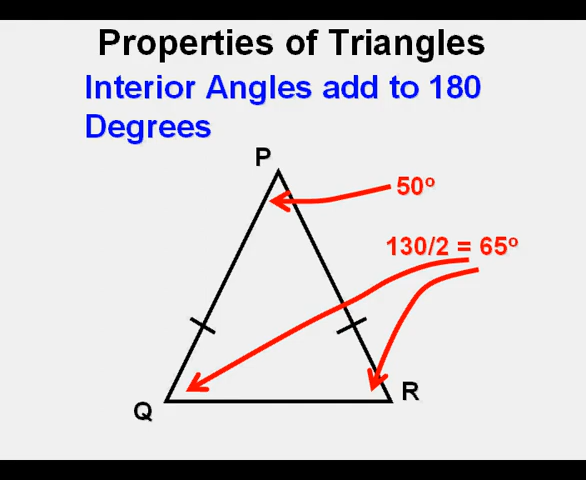 Properties of Triangles
Interior Angles add to 180
Degrees
P
50º
130/2 = 65º
R
Q